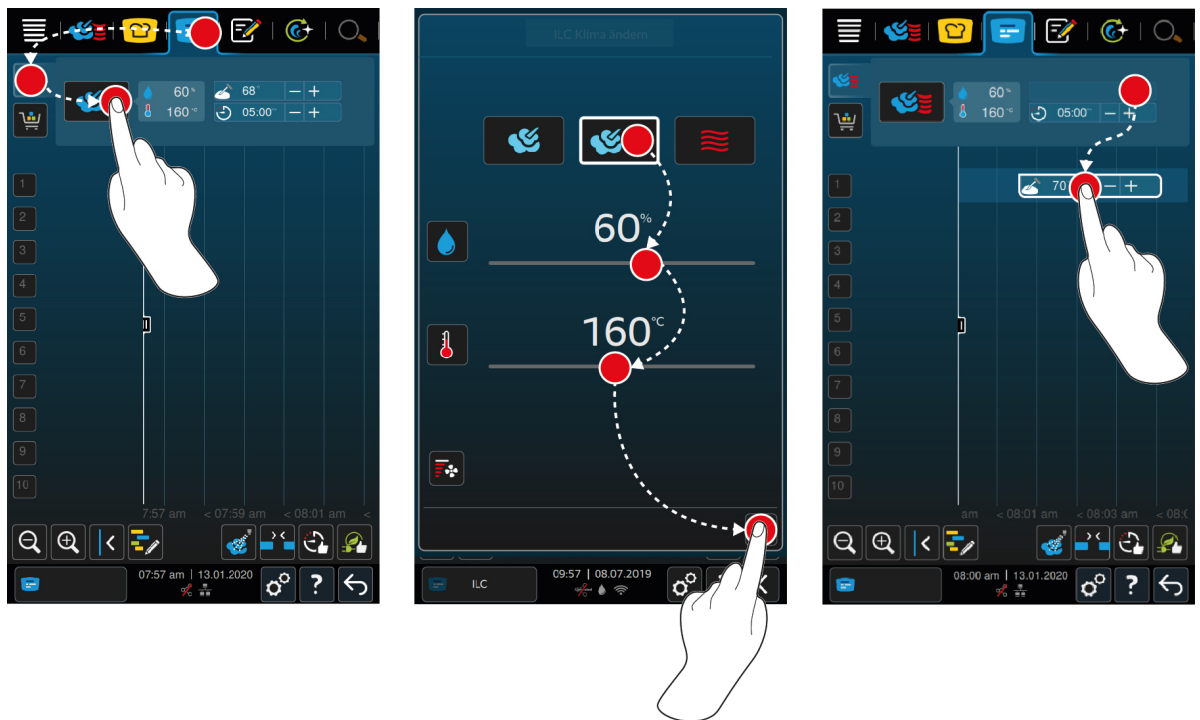 60 %
68 °
160 °C
05:00
1
2
3
4
5
6
7
8
9
10
7:57 am
< 07:59 am
< 08:01 am
<
07:57 am | 13.01.2020
?
ILC Klima ändern
60 %
160 °C
ILC
09:57 | 08.07.2019
60 %
160 °C
05:00
70
1
2
3
4
5
6
7
8
9
10
am
< 08:01 am
< 08:03 am
< 08:0
08:00 am | 13.01.2020
?